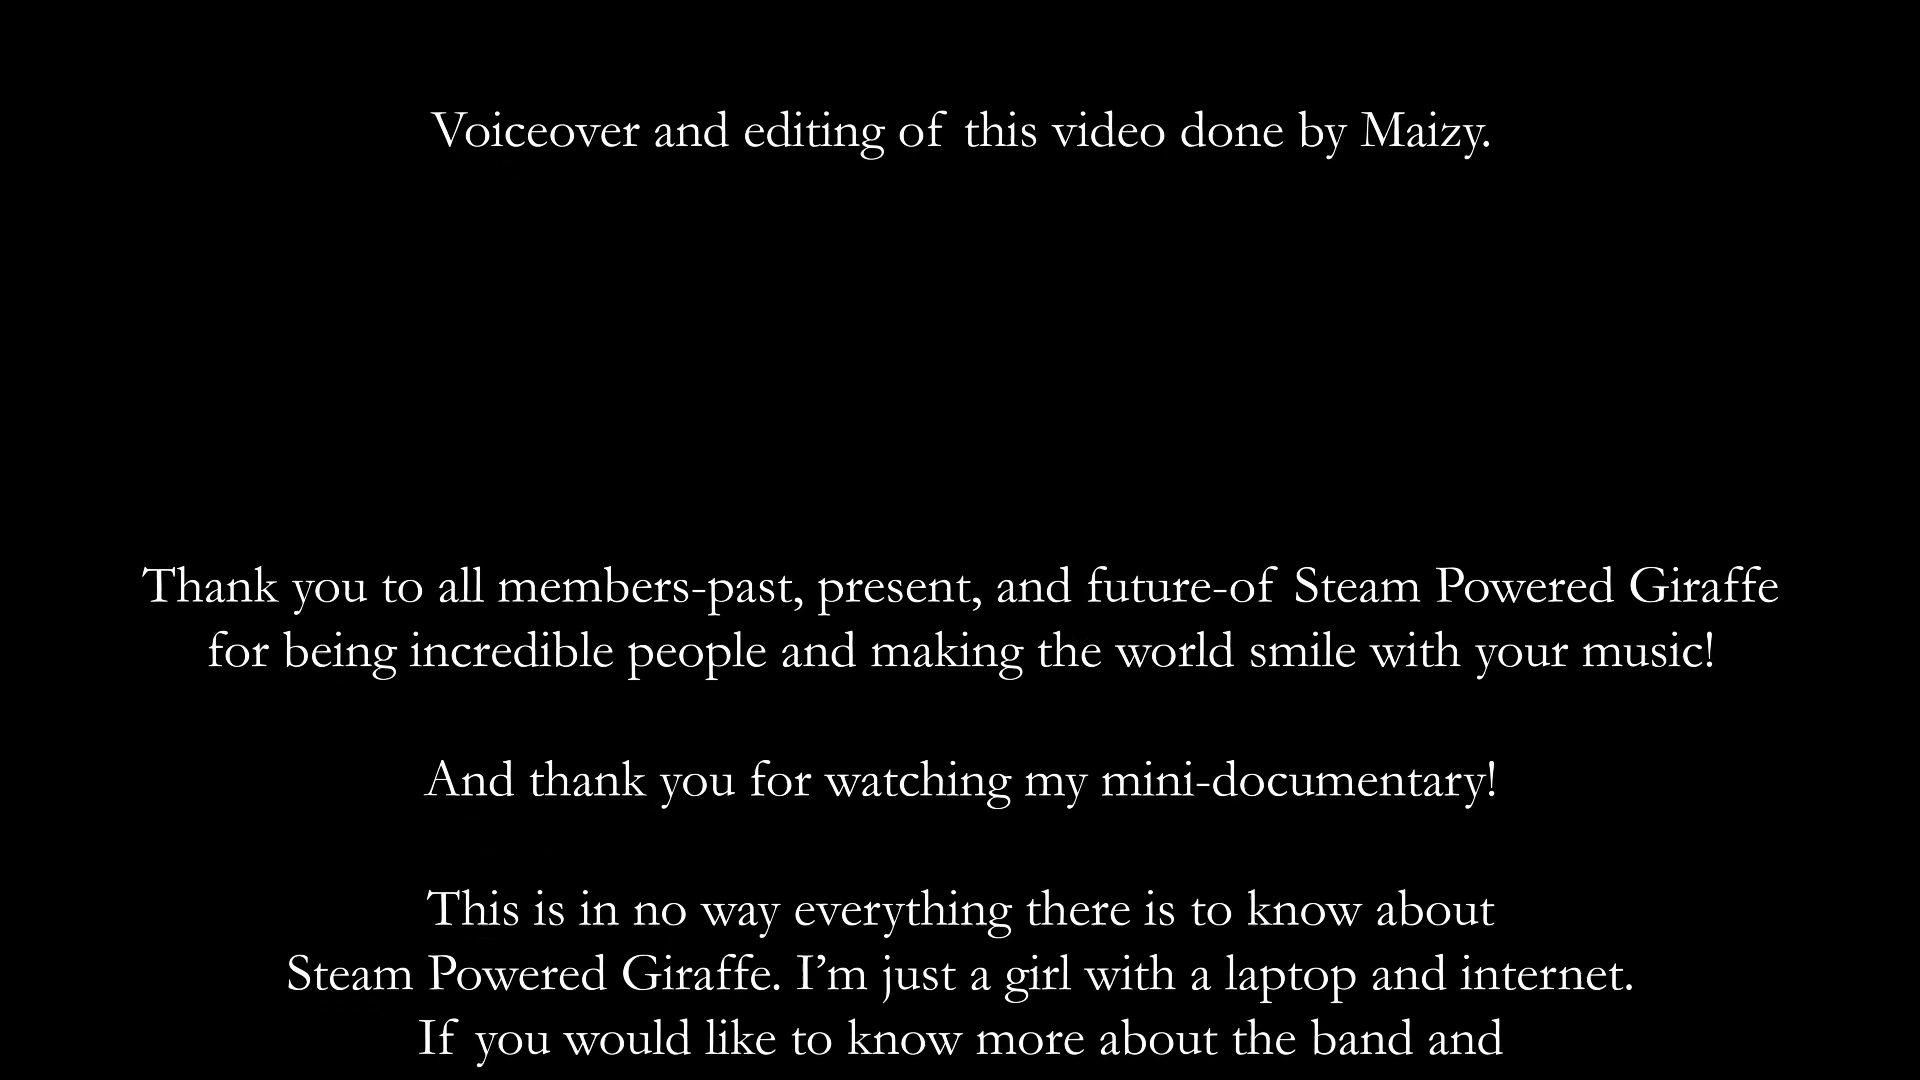 Voiceover and editing of this video done by Maizy.
Thank you to all members-past, present, and future-of Steam Powered Giraffe
for being incredible people and making the world smile with your music!
And thank you for watching my mini-documentary!
This is in no way everything there is to know about
Steam Powered Giraffe. I’m just a girl with a laptop and internet.
If you would like to know more about the band and